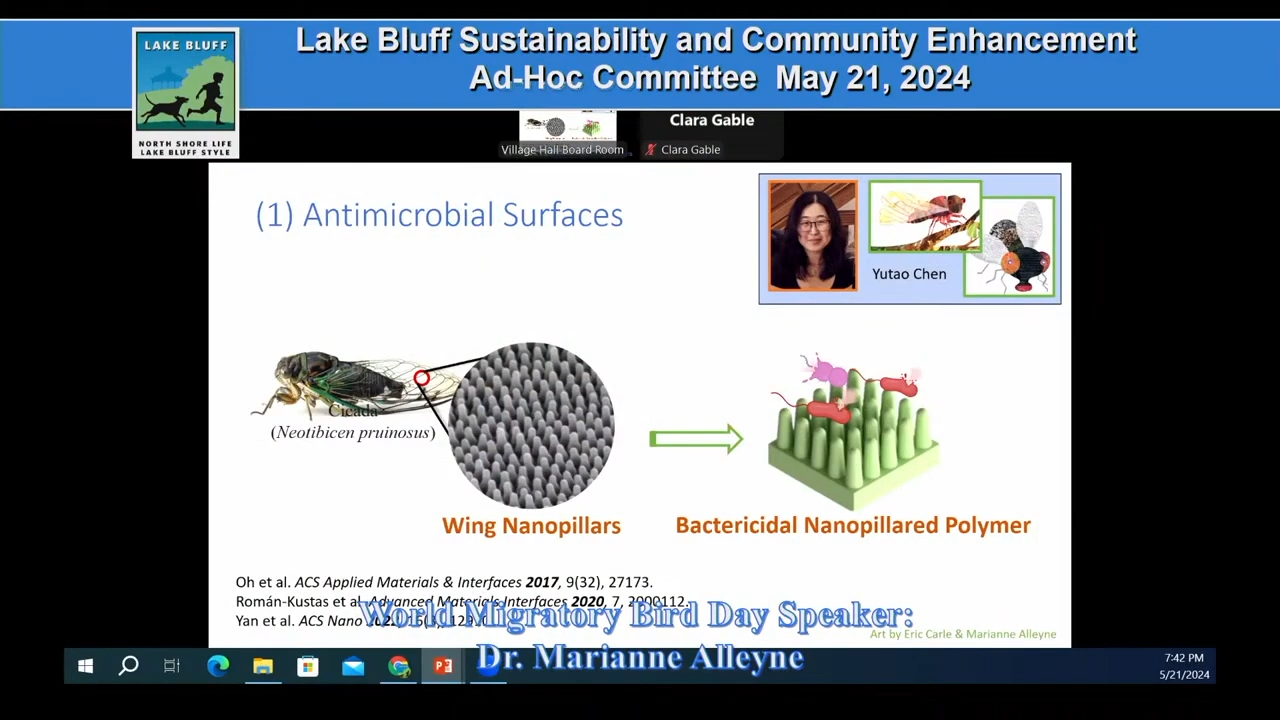 Lake Bluff Sustainability and Community Enhancement
Ad-Hoc Committee May 21, 2024
LAKE BLUFF
NORTH SHORE LIFE
LAKE BLUFF STYLE
Clara Gable
Village Hall Board Room
Clara Gable
(1) Antimicrobial Surfaces
Yutao Chen
Cicada
(Neotibicen pruinosus)
Wing Nanopillars
Bactericidal Nanopillared Polymer
Oh et al. ACS Applied Materials & Interfaces 2017, 9(32), 27173.
Román-Kustas et al. Advanced Materials Interfaces 2020, 7, 2000112.
Yan et al. ACS Nano
World Migratory Bird Day Speaker:
Art by Eric Carle & Marianne Alleyne
Dr. Marianne Alleyne
7:42 PM
5/21/2024